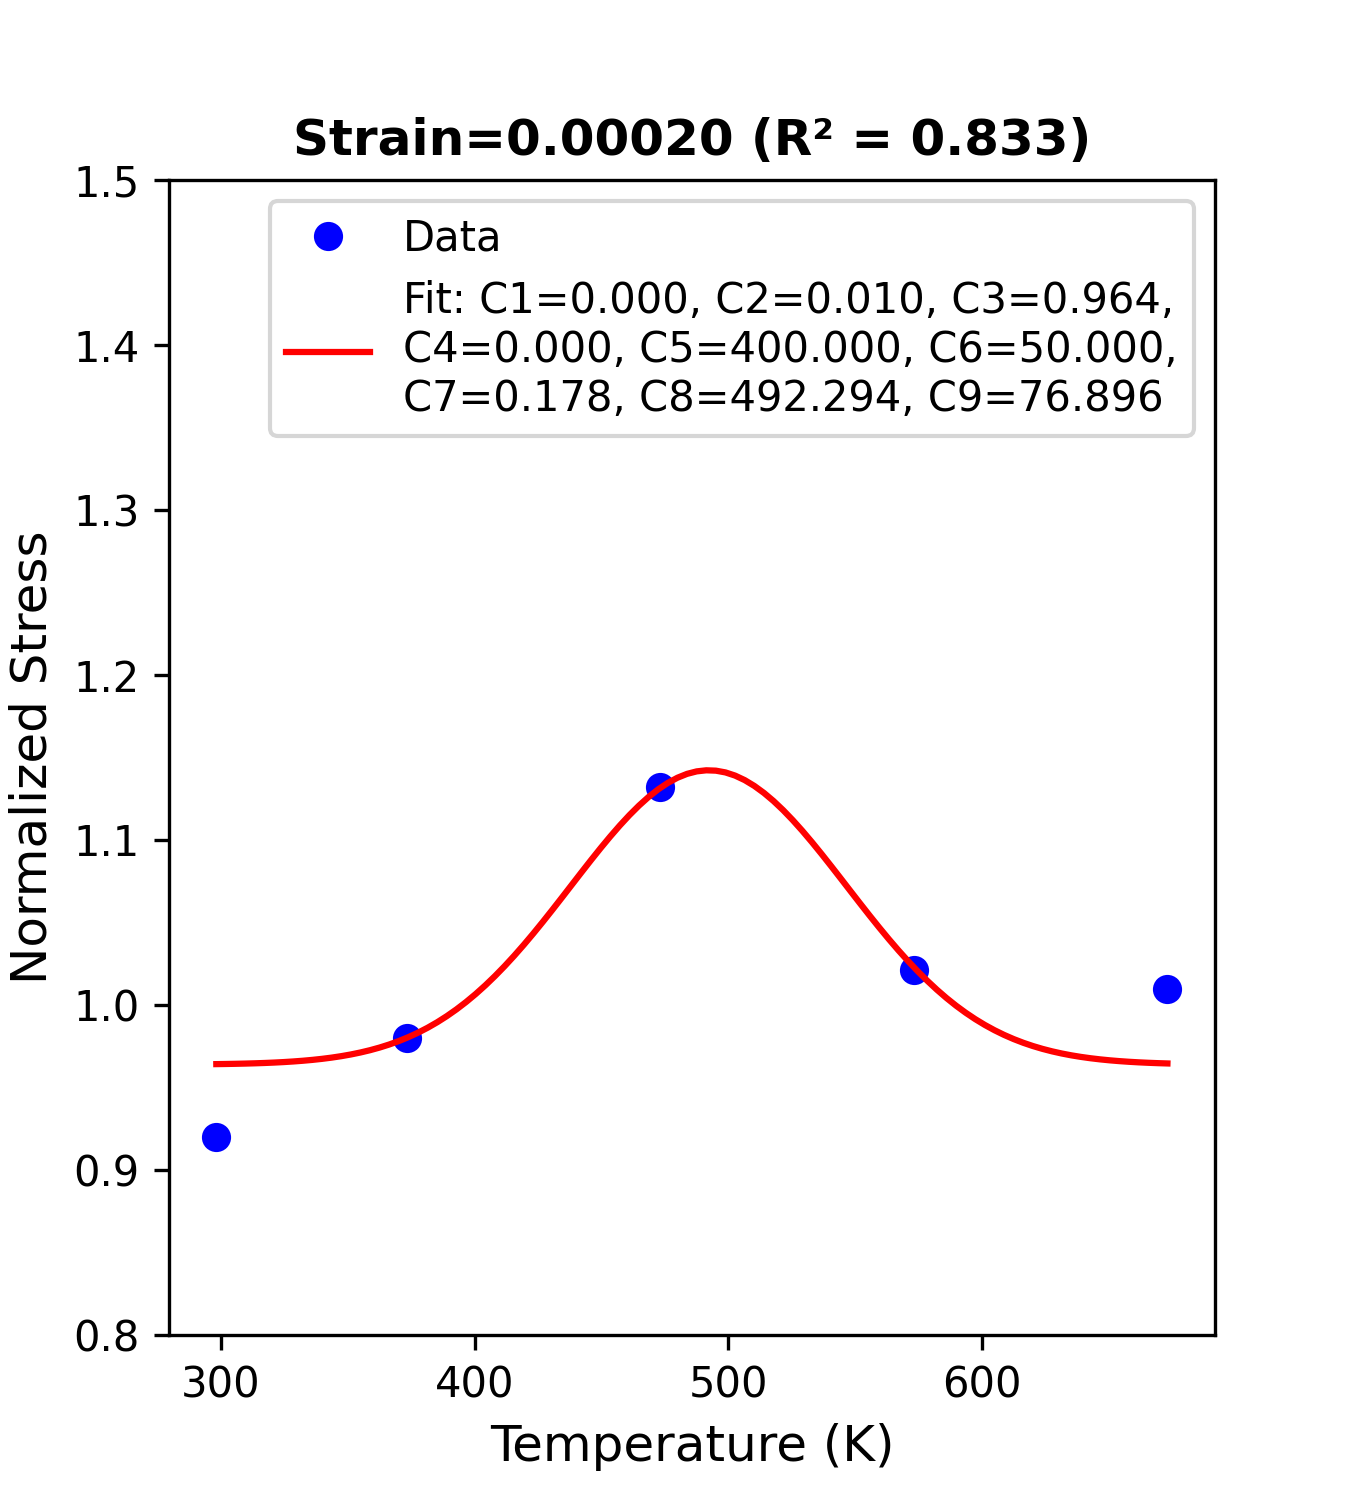 Strain=0.00020 (R² = 0.833)
Data
Fit: C1=0.000, C2=0.010, C3=0.964,
C4=0.000, C5=400.000, C6=50.000,
C7=0.178, C8=492.294, C9=76.896
Normalized Stress
1.5
1.4
1.3
1.2
1.1
1.0
0.9
0.8
300 400 500 600
Temperature (K)